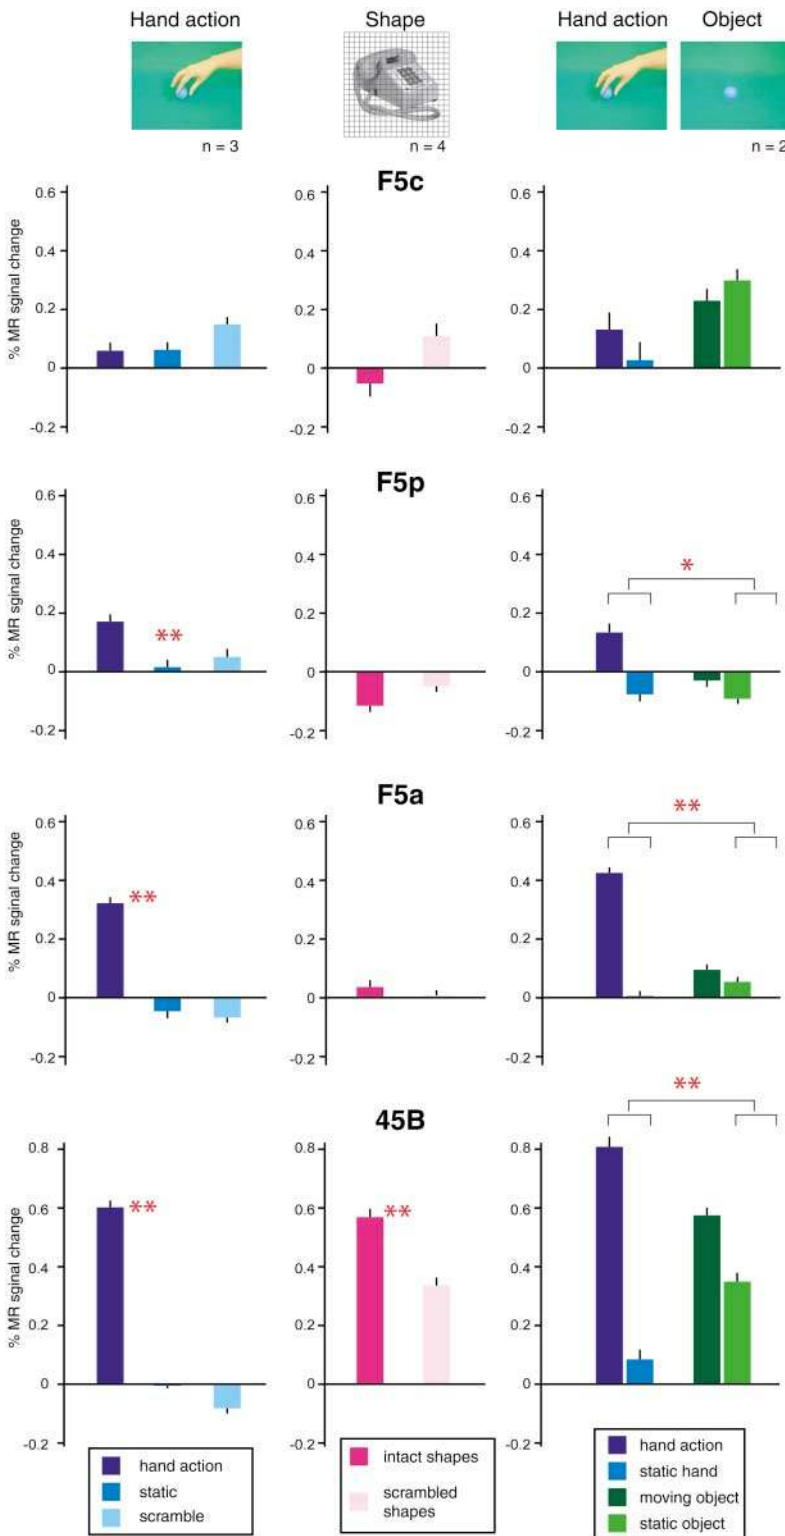 Hand action
Shape
Hand action
Object
n = 3
n = 4
n = 2
F5c
% MR sginal change
0.6
0.4
0.2
0
-0.2
0.6
0.4
0.2
0
-0.2
0.6
0.4
0.2
0
-0.2
F5p
% MR sginal change
0.6
0.4
0.2
0
-0.2
**
0.6
0.4
0.2
0
-0.2
0.6
0.4
0.2
0
-0.2
*
F5a
% MR sginal change
0.6
0.4
0.2
0
-0.2
**
0.6
0.4
0.2
0
-0.2
0.6
0.4
0.2
0
-0.2
**
45B
% MR sginal change
0.8
0.6
0.4
0.2
0
-0.2
**
0.8
0.6
0.4
0.2
0
-0.2
**
0.8
0.6
0.4
0.2
0
-0.2
**
hand action
static
scramble
intact shapes
scrambled
shapes
hand action
static hand
moving object
static object